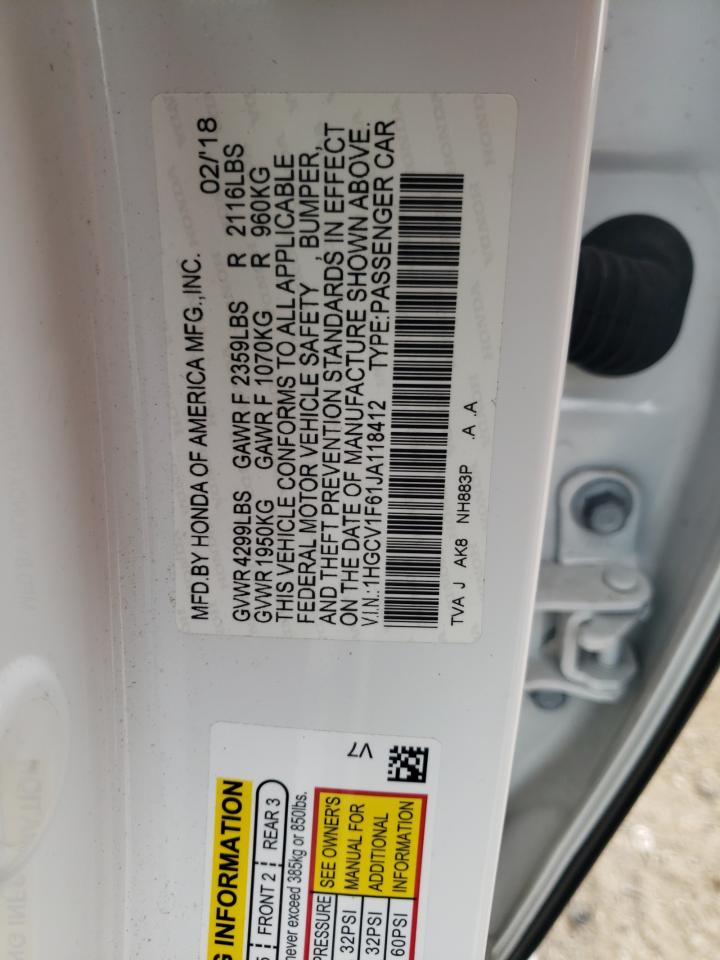 MFD.BY HONDA OF AMERICA MFG.,INC. 02/'18
GVWR 4299LBS GAWR F 2359LBS R 2116LBS
GVWR 1950KG GAWR F 1070KG R 960KG
THIS VEHICLE CONFORMS TO ALL APPLICABLE
FEDERAL MOTOR VEHICLE SAFETY , BUMPER,
AND THEFT PREVENTION STANDARDS IN EFFECT
ON THE DATE OF MANUFACTURE SHOWN ABOVE.
V.I.N.:1HGCV1F61JA118412 TYPE:PASSENGER CAR
TVA J AK8 NH883P .A .A
INFORMATION
FRONT 2 REAR 3
never exceed 385kg or 850lbs.
PRESSURE SEE OWNER'S
32PSI MANUAL FOR
32PSI ADDITIONAL
60PSI INFORMATION
V7